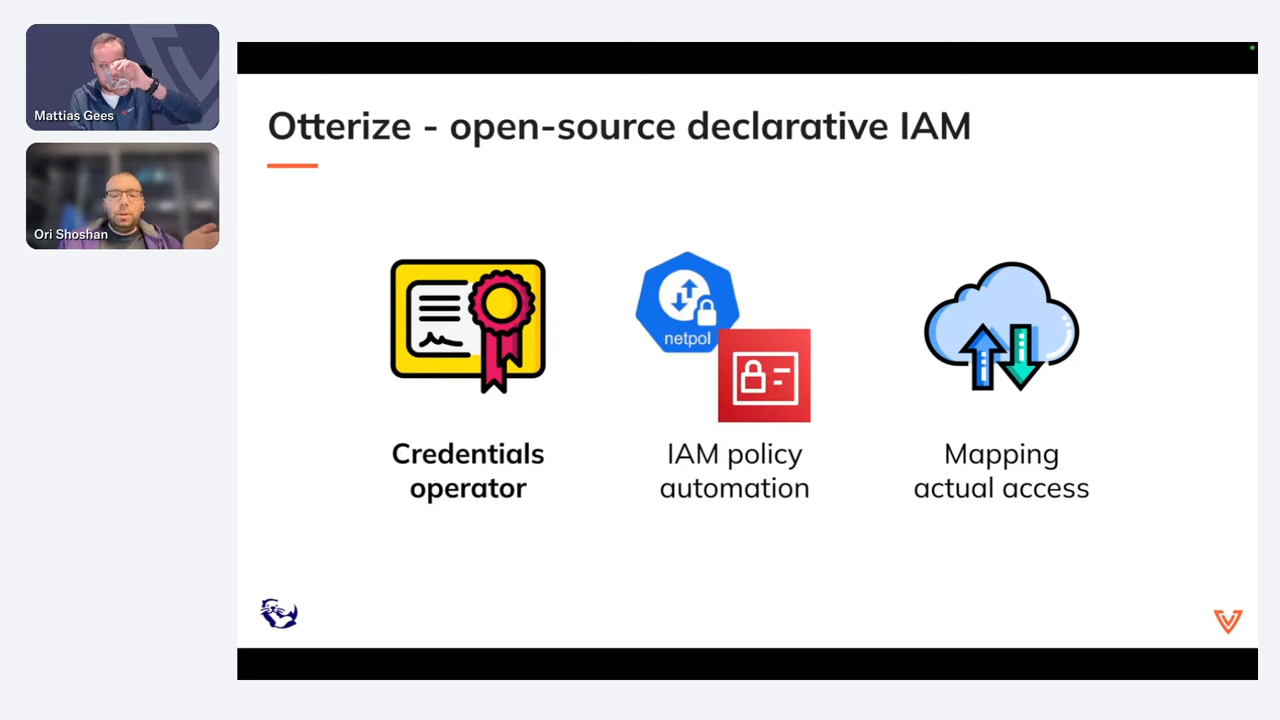 Mattias Gees
Ori Shoshan
Otterize - open-source declarative IAM
netpol
Credentials
operator
IAM policy
automation
Mapping
actual access